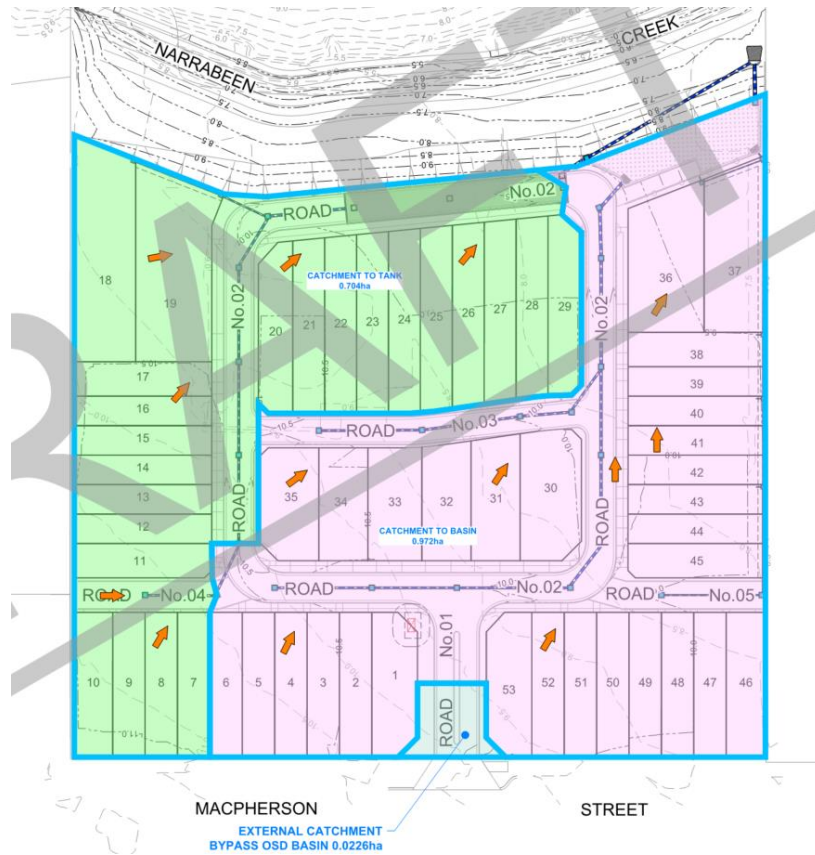 NARRABEEN CREEK
ROAD No.02
No.02
ROAD
CATCHMENT TO TANK
0.704ha
18 19
20 21 22 23 24 25 26 27 28 29
17
16
15
14
13
12
11
No.02
ROAD
36 37
38
39
40
41
42
43
44
45
ROAD No.03
35 34 33 32 31 30
CATCHMENT TO BASIN
0.972ha
ROAD No.04
ROAD No.02
ROAD No.05
10 9 8 7 6 5 4 3 2 1
No.01
ROAD
53 52 51 50 49 48 47 46
MACPHERSON STREET
EXTERNAL CATCHMENT
BYPASS OSD BASIN 0.0226ha